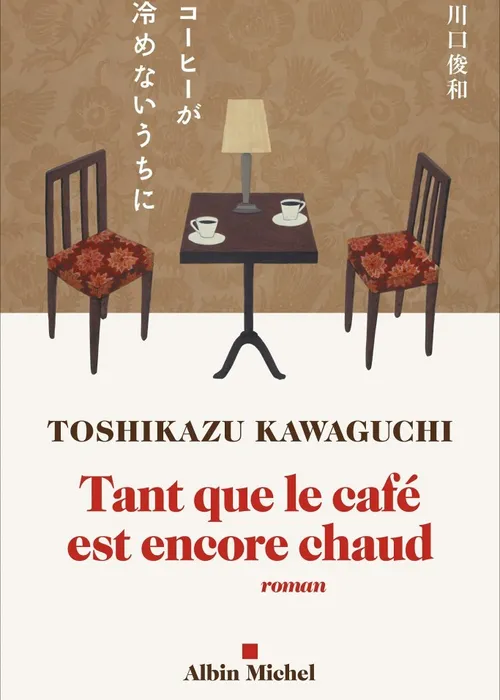 コーヒーが
冷めないうちに
川口俊和
TOSHIKAZU KAWAGUCHI
Tant que le café
est encore chaud
roman
Albin Michel